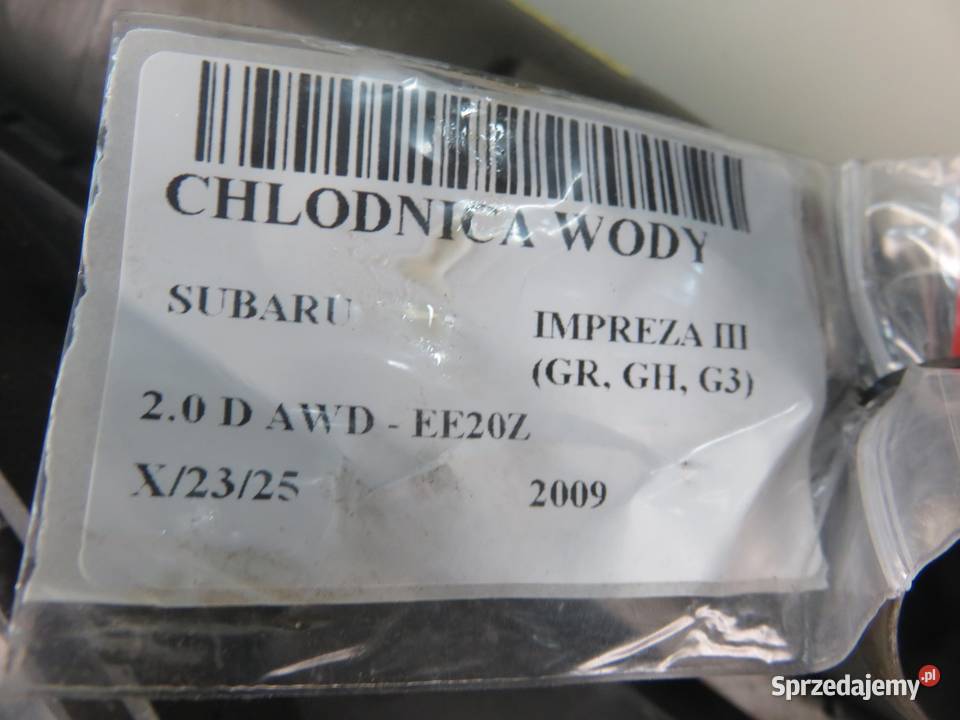 CHLODNICA WODY
SUBARU
IMPREZA III
(GR, GH, G3)
2.0 D AWD - EE20Z
X/23/25
2009
Sprzedajemy.pl